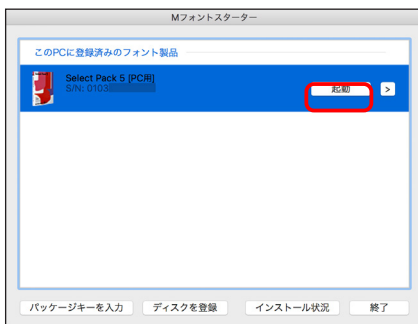 Mフォントスターター
このPCに登録済みのフォント製品
Select Pack 5 [PC用]
S/N: 0103
起動
>
パッケージキーを入力
ディスクを登録
インストール状況
終了